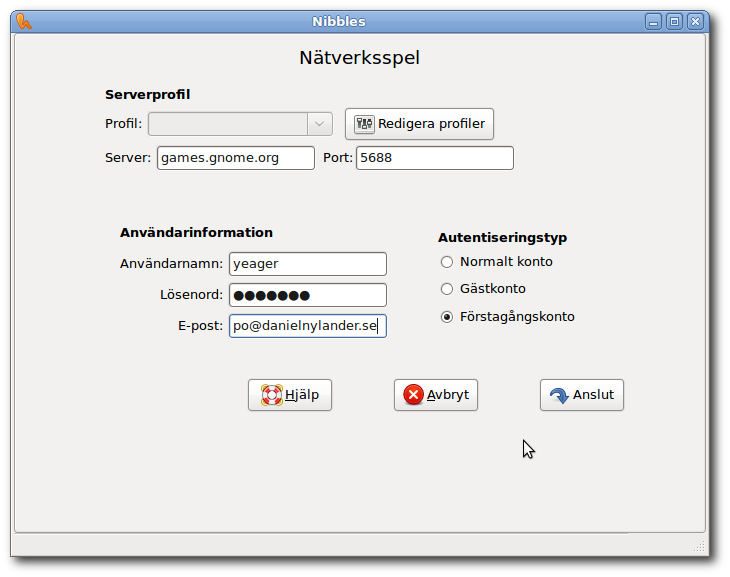 Nibbles
Nätverksspel
Serverprofil
Profil:
Redigera profiler
Server: games.gnome.org Port: 5688
Användarinformation
Autentiseringstyp
Användarnamn: yeager
Normalt konto
Lösenord: ●●●●●●●
Gästkonto
E-post: po@danielnylander.se
Förstagångskonto
Hjälp
Avbryt
Anslut